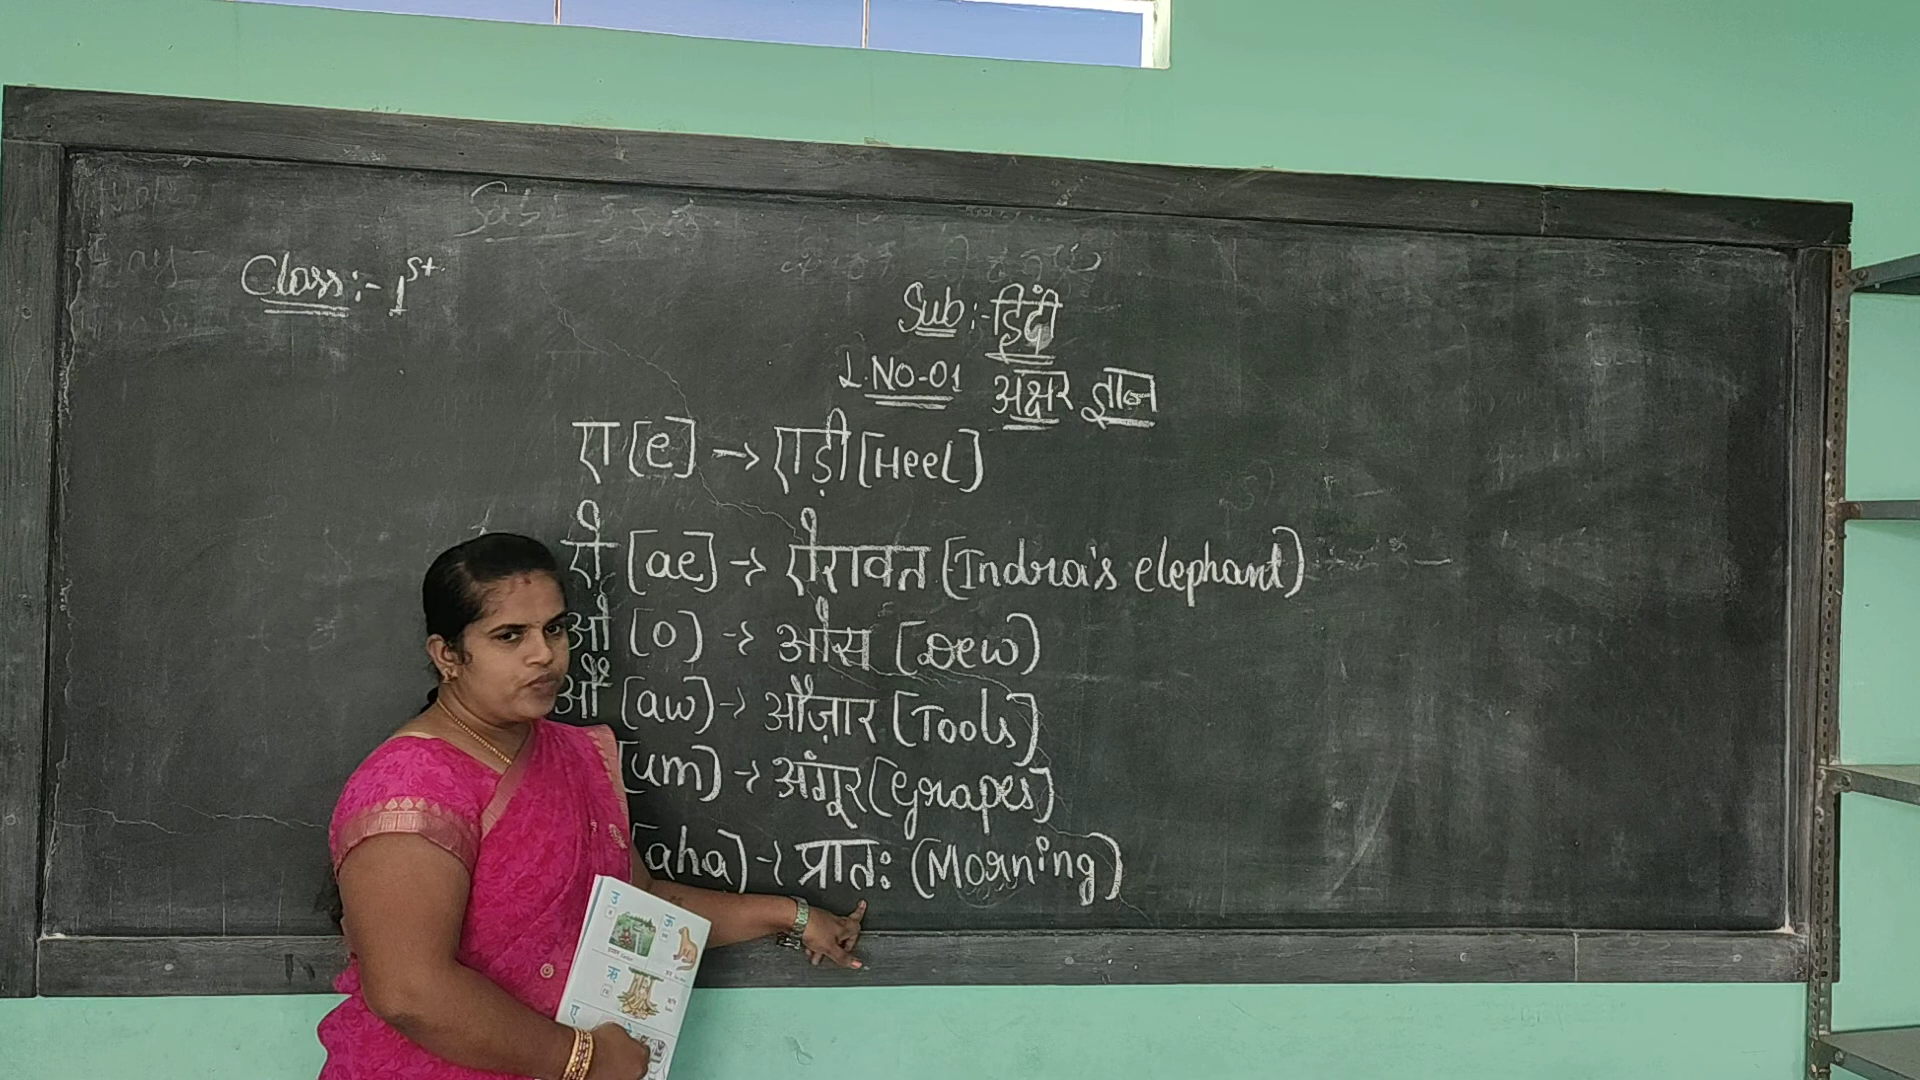 Class:- 1st.
Sub:- हिंदी
L.NO-01 अक्षर ज्ञान
ए [e] → एड़ी [Heel]
ऐ [ae] → ऐरावत (Indra's elephant)
ओ [o) → ओस (Dew)
औ [aw) → औज़ार (Tools)
[um) → अंगूर (Grapes)
[aha) → प्रातः (Morning)
उ
ऊ
ऋ
ए